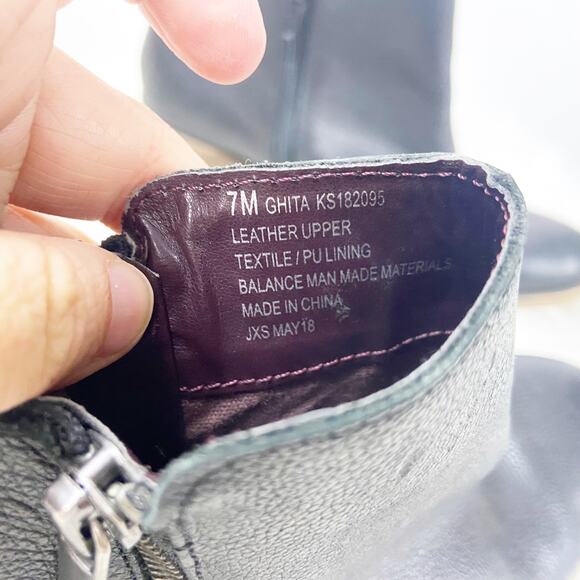 7M GHITA KS182095
LEATHER UPPER
TEXTILE / PU LINING
BALANCE MAN MADE MATERIALS
MADE IN CHINA
JXS MAY18